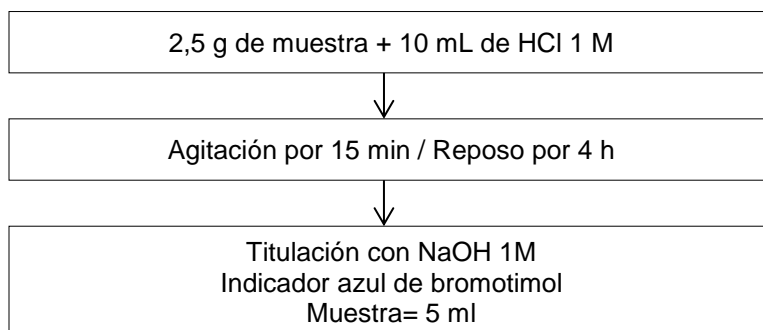 2,5 g de muestra + 10 mL de HCl 1 M
Agitación por 15 min / Reposo por 4 h
Titulación con NaOH 1M
Indicador azul de bromotimol
Muestra= 5 ml